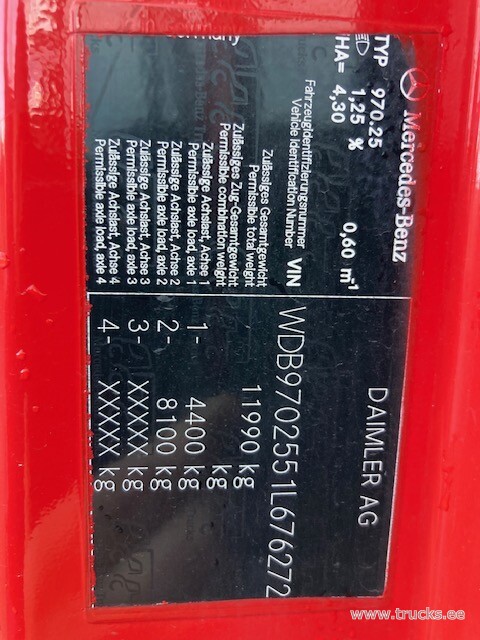 Mercedes-Benz
DAIMLER AG
TYP 970.25
1,25 % 0,60 m⁻¹
HA= 4,30
Fahrzeugidentifizierungsnummer
Vehicle Identification Number VIN WDB9702551L676272
Zulässiges Gesamtgewicht
Permissible total weight 11990 kg
Zulässiges Zug-Gesamtgewicht
Permissible combination weight kg
Zulässige Achslast, Achse 1
Permissible axle load, axle 1 1- 4400 kg
Zulässige Achslast, Achse 2
Permissible axle load, axle 2 2- 8100 kg
Zulässige Achslast, Achse 3
Permissible axle load, axle 3 3- XXXXX kg
Zulässige Achslast, Achse 4
Permissible axle load, axle 4 4- XXXXX kg
Germany
www.trucks.ee